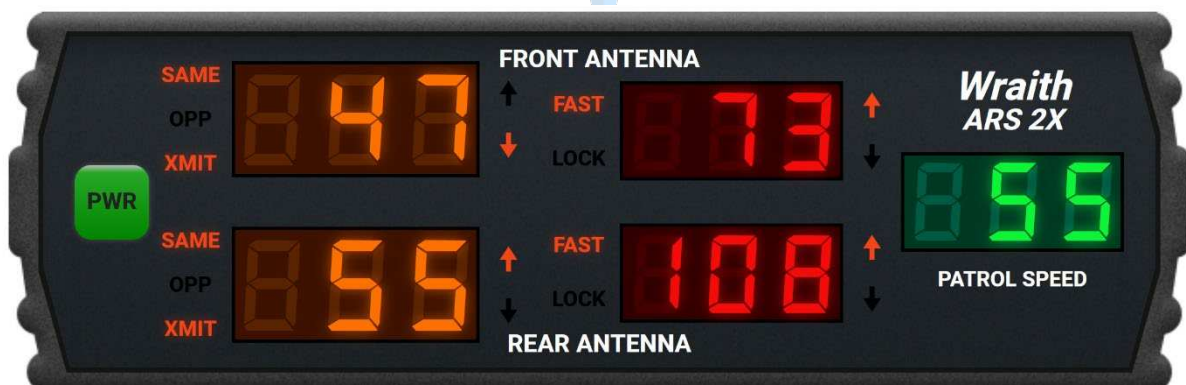 FRONT ANTENNA
SAME
OPP
XMIT
47
FAST
LOCK
73
Wraith
ARS 2X
PWR
55
PATROL SPEED
SAME
OPP
XMIT
55
FAST
LOCK
108
REAR ANTENNA